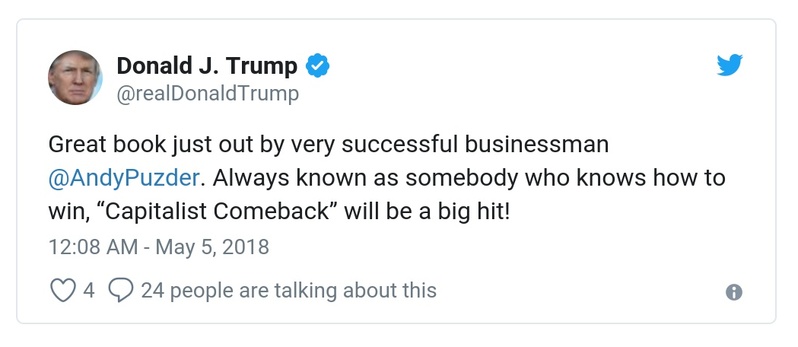 Donald J. Trump
@realDonaldTrump
Great book just out by very successful businessman
@AndyPuzder. Always known as somebody who knows how to
win, “Capitalist Comeback” will be a big hit!
12:08 AM - May 5, 2018
4 24 people are talking about this